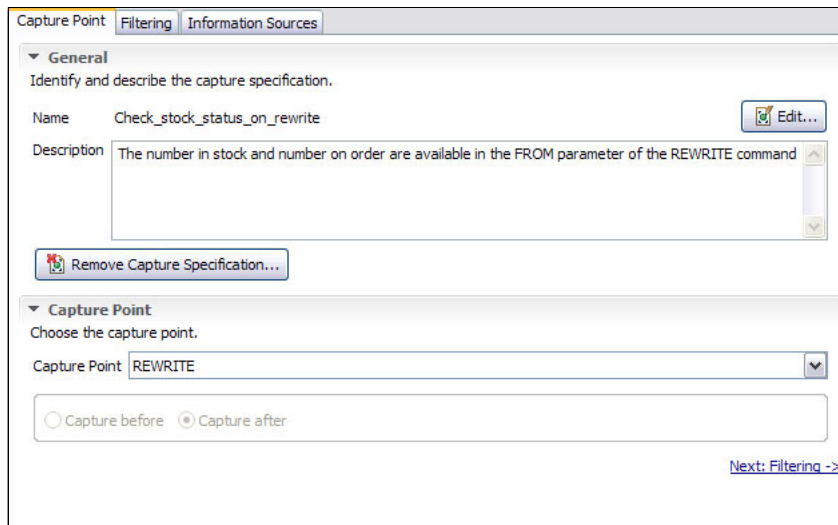 Capture Point Filtering Information Sources
General
Identify and describe the capture specification.
Name Check_stock_status_on_rewrite Edit...
Description The number in stock and number on order are available in the FROM parameter of the REWRITE command
Remove Capture Specification...
Capture Point
Choose the capture point.
Capture Point REWRITE
Capture before Capture after
Next: Filtering ->